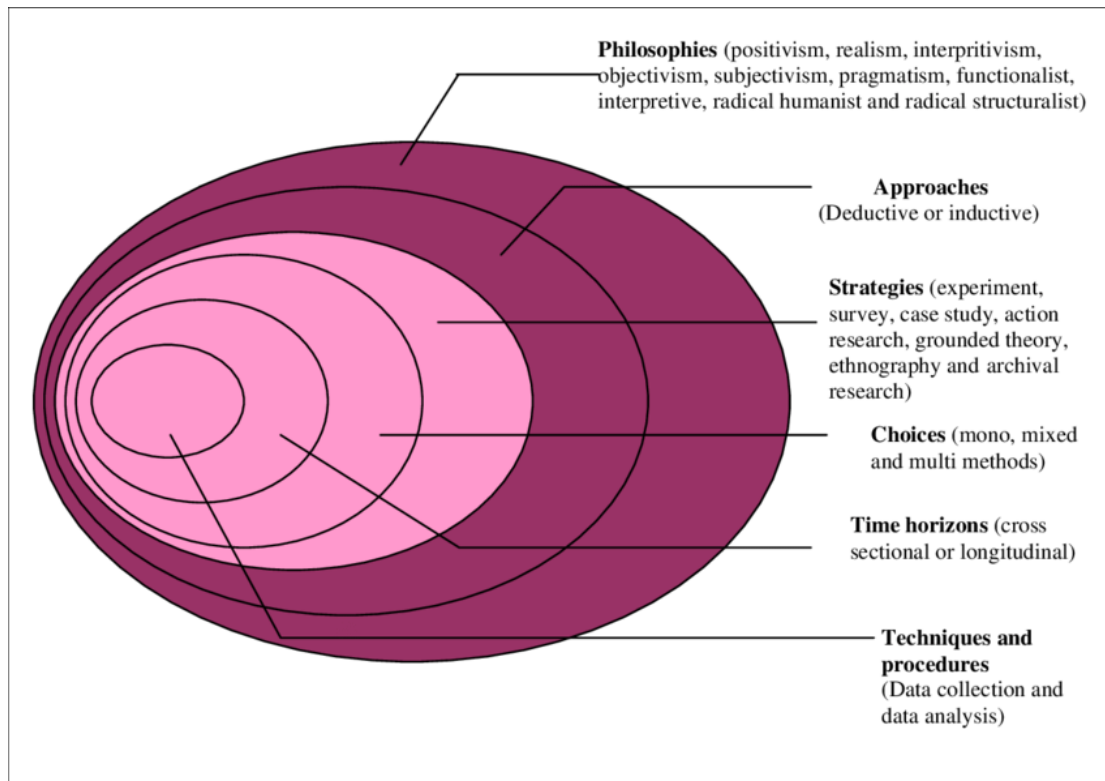 Philosophies (positivism, realism, interpritivism,
objectivism, subjectivism, pragmatism, functionalist,
interpretive, radical humanist and radical structuralist)
Approaches
(Deductive or inductive)
Strategies (experiment,
survey, case study, action
research, grounded theory,
ethnography and archival
research)
Choices (mono, mixed
and multi methods)
Time horizons (cross
sectional or longitudinal)
Techniques and
procedures
(Data collection and
data analysis)